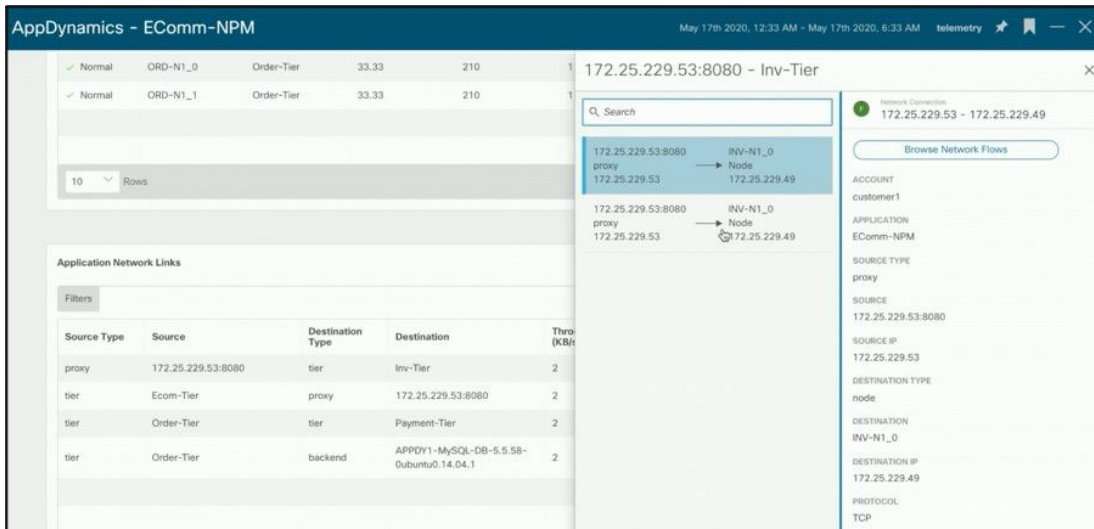 AppDynamics - EComm-NPM
May 17th 2020, 12:33 AM - May 17th 2020, 6:33 AM telemetry
Normal ORD-N1_0 Order-Tier 33.33 210 1
Normal ORD-N1_1 Order-Tier 33.33 210 1
10 Rows
Application Network Links
Filters
Source Type Source Destination Type Destination Thro (KB/s
proxy 172.25.229.53:8080 tier Inv-Tier 2
tier Ecom-Tier proxy 172.25.229.53:8080 2
tier Order-Tier tier Payment-Tier 2
tier Order-Tier backend APPDY1-MySQL-DB-5.5.58-
0ubuntu0.14.04.1 2
172.25.229.53:8080 - Inv-Tier
Search
172.25.229.53:8080 INV-N1_0
proxy Node
172.25.229.53 172.25.229.49
172.25.229.53:8080 INV-N1_0
proxy Node
172.25.229.53 172.25.229.49
P
Network Connection
172.25.229.53 - 172.25.229.49
Browse Network Flows
ACCOUNT
customer1
APPLICATION
EComm-NPM
SOURCE TYPE
proxy
SOURCE
172.25.229.53:8080
SOURCE IP
172.25.229.53
DESTINATION TYPE
node
DESTINATION
INV-N1_0
DESTINATION IP
172.25.229.49
PROTOCOL
TCP